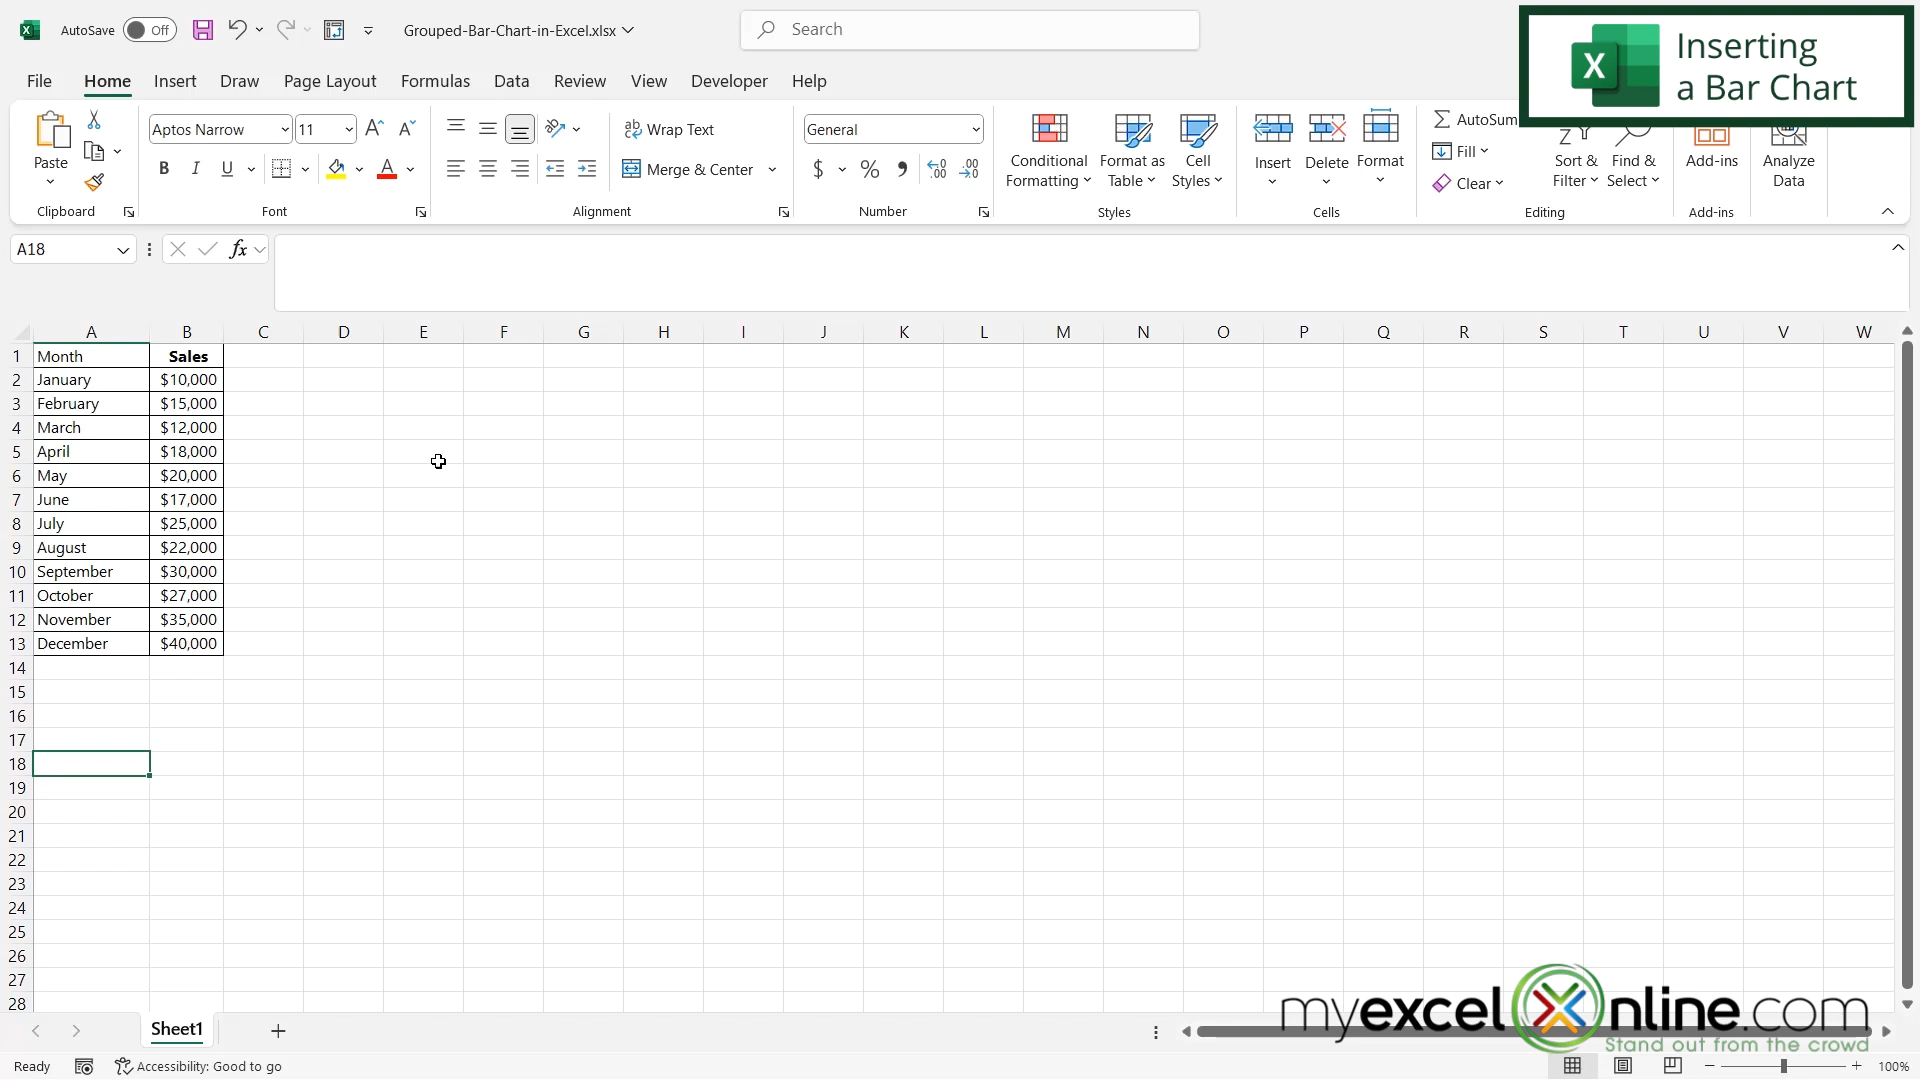 AutoSave Off Grouped-Bar-Chart-in-Excel.xlsx Search
Inserting
a Bar Chart
File Home Insert Draw Page Layout Formulas Data Review View Developer Help
Paste
Aptos Narrow 11
B I U
Wrap Text
Merge & Center
General
$ % ,
Conditional
Formatting
Format as
Table
Cell
Styles
Insert Delete Format
AutoSum
Fill
Clear
Sort &
Filter
Find &
Select
Add-ins
Analyze
Data
Clipboard Font Alignment Number Styles Cells Editing Add-ins
A18 fx
A B C D E F G H I J K L M N O P Q R S T U V W
1 Month Sales
2 January $10,000
3 February $15,000
4 March $12,000
5 April $18,000
6 May $20,000
7 June $17,000
8 July $25,000
9 August $22,000
10 September $30,000
11 October $27,000
12 November $35,000
13 December $40,000
14
15
16
17
18
19
20
21
22
23
24
25
26
27
28
myexcelonline.com
Stand out from the crowd
Sheet1
Ready Accessibility: Good to go 100%